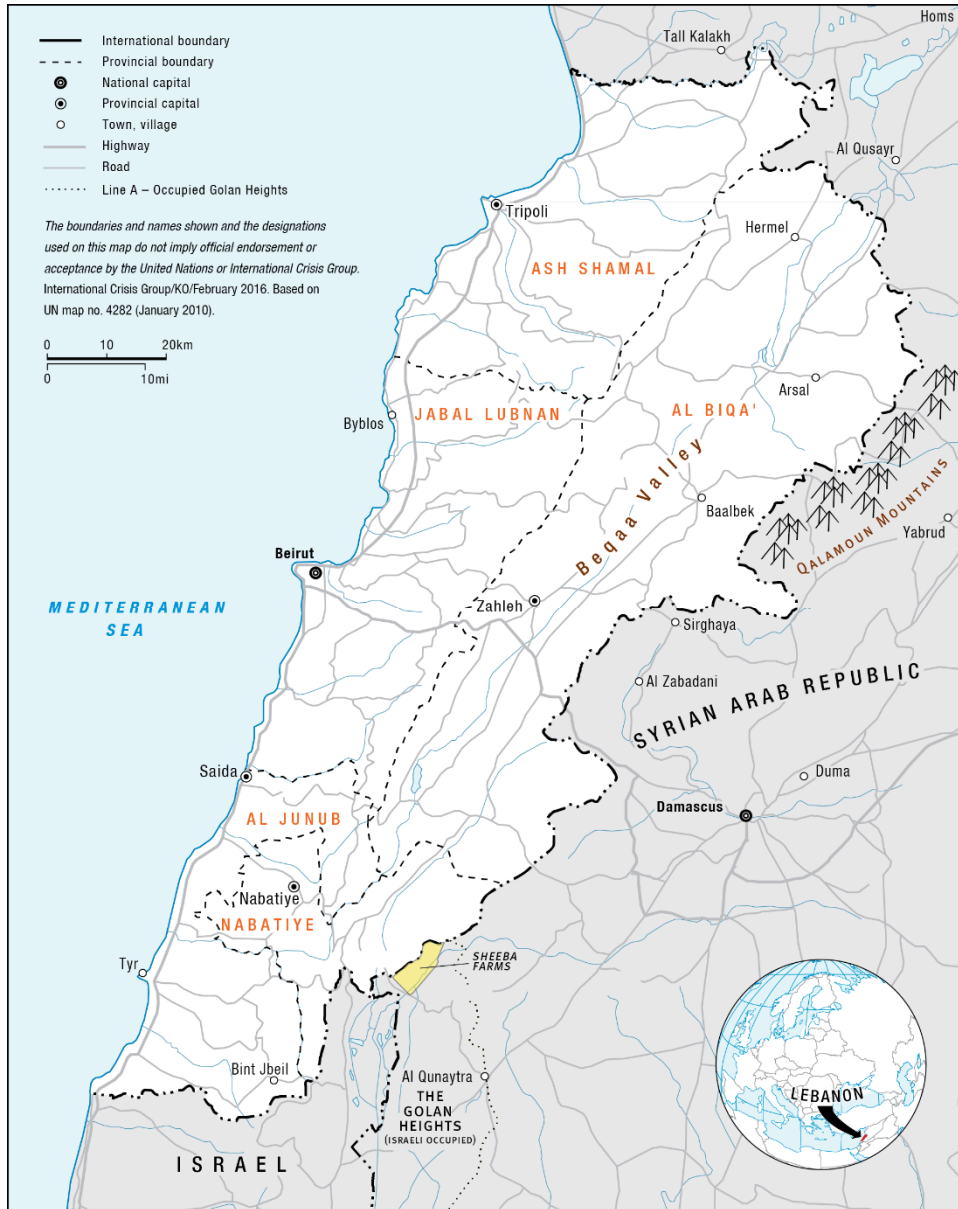 International boundary
Provincial boundary
National capital
Provincial capital
Town, village
Highway
Road
Line A – Occupied Golan Heights
The boundaries and names shown and the designations
used on this map do not imply official endorsement or
acceptance by the United Nations or International Crisis Group.
International Crisis Group/KO/February 2016. Based on
UN map no. 4282 (January 2010).
0 10 20km
0 10mi
Homs
Tall Kalakh
Al Qusayr
Tripoli
Hermel
ASH SHAMAL
Arsal
JABAL LUBNAN
AL BIQA'
Byblos
Beqaa Valley
Baalbek
QALAMOUN MOUNTAINS
Yabrud
Beirut
Zahleh
MEDITERRANEAN
SEA
Sirghaya
Al Zabadani
SYRIAN ARAB REPUBLIC
Saida
Duma
AL JUNUB
Damascus
Nabatiye
NABATIYE
Tyr
SHEEBA
FARMS
Bint Jbeil
Al Qunaytra
THE
GOLAN
HEIGHTS
(ISRAELI OCCUPIED)
ISRAEL
LEBANON